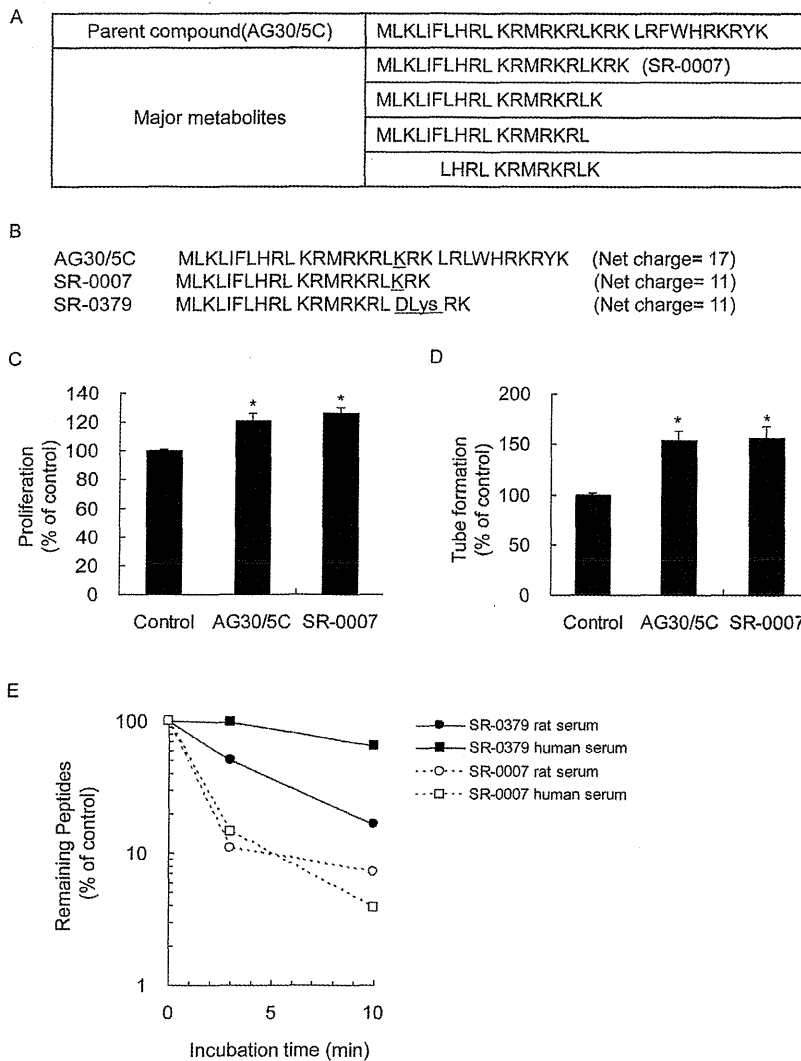 A
Parent compound(AG30/5C) MLKLIFLHRL KRMRKRLKRK LRFWHRKRYK
Major metabolites
MLKLIFLHRL KRMRKRLKRK (SR-0007)
MLKLIFLHRL KRMRKRLK
MLKLIFLHRL KRMRKRL
LHRL KRMRKRLK
B
AG30/5C MLKLIFLHRL KRMRKRLKRK LRLWHRKRYK (Net charge= 17)
SR-0007 MLKLIFLHRL KRMRKRLKRK (Net charge= 11)
SR-0379 MLKLIFLHRL KRMRKRL DLys RK (Net charge= 11)
C
Proliferation
(% of control)
140
120
100
80
60
40
20
0
*
*
Control AG30/5C SR-0007
D
Tube formation
(% of control)
200
150
100
50
0
*
*
Control AG30/5C SR-0007
E
Remaining Peptides
(% of control)
100
10
1
0 5 10
Incubation time (min)
SR-0379 rat serum
SR-0379 human serum
SR-0007 rat serum
SR-0007 human serum